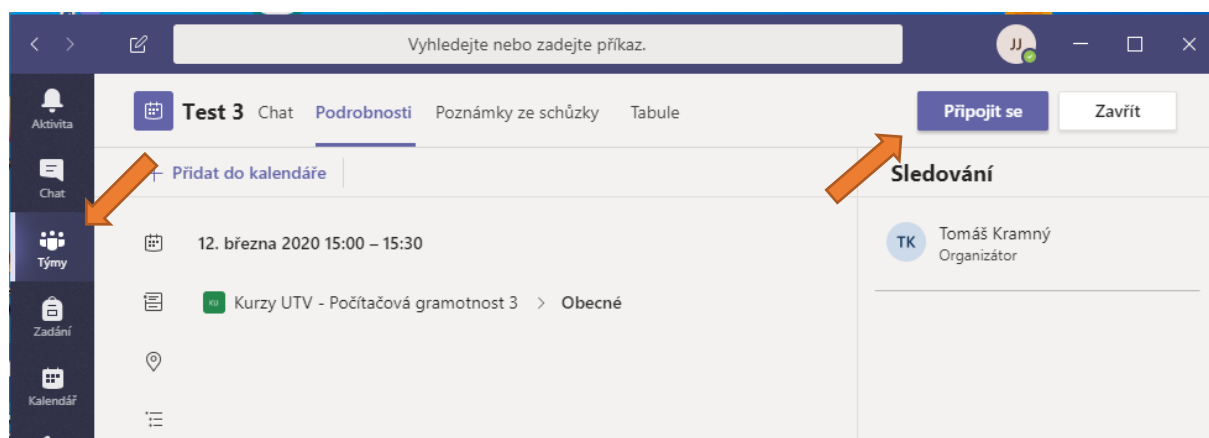 Vyhledejte nebo zadejte příkaz.
JJ
Aktivita
Chat
Týmy
Zadání
Kalendář
Test 3 Chat Podrobnosti Poznámky ze schůzky Tabule
Připojit se Zavřít
+ Přidat do kalendáře
12. března 2020 15:00 – 15:30
KU Kurzy UTV - Počítačová gramotnost 3 > Obecné
Sledování
TK Tomáš Kramný
Organizátor